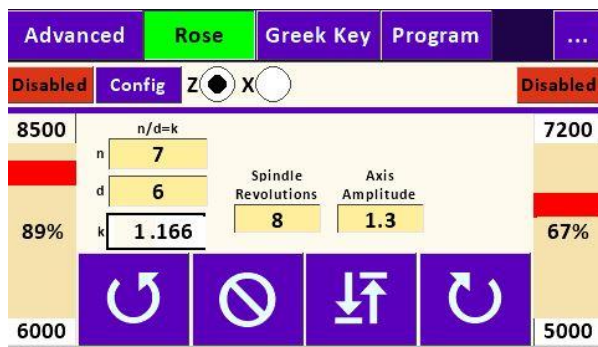 Advanced Rose Greek Key Program ...
Disabled Config Z X Disabled
8500 n/d=k 7200
n 7
d 6 Spindle Revolutions Axis Amplitude
89% k 1.166 8 1.3 67%
6000 5000